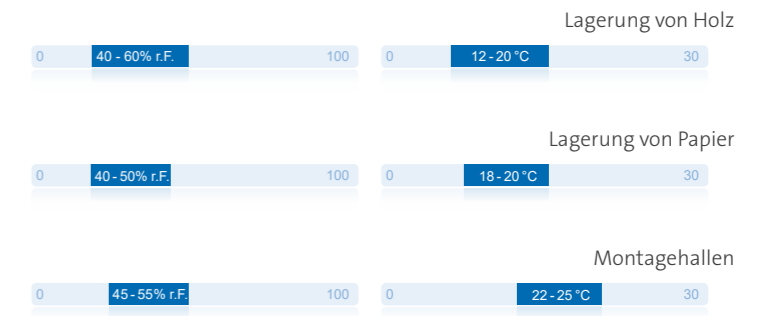 Lagerung von Holz
0 40 - 60% r.F. 100 0 12 - 20 °C 30
Lagerung von Papier
0 40 - 50% r.F. 100 0 18 - 20 °C 30
Montagehallen
0 45 - 55% r.F. 100 0 22 - 25 °C 30